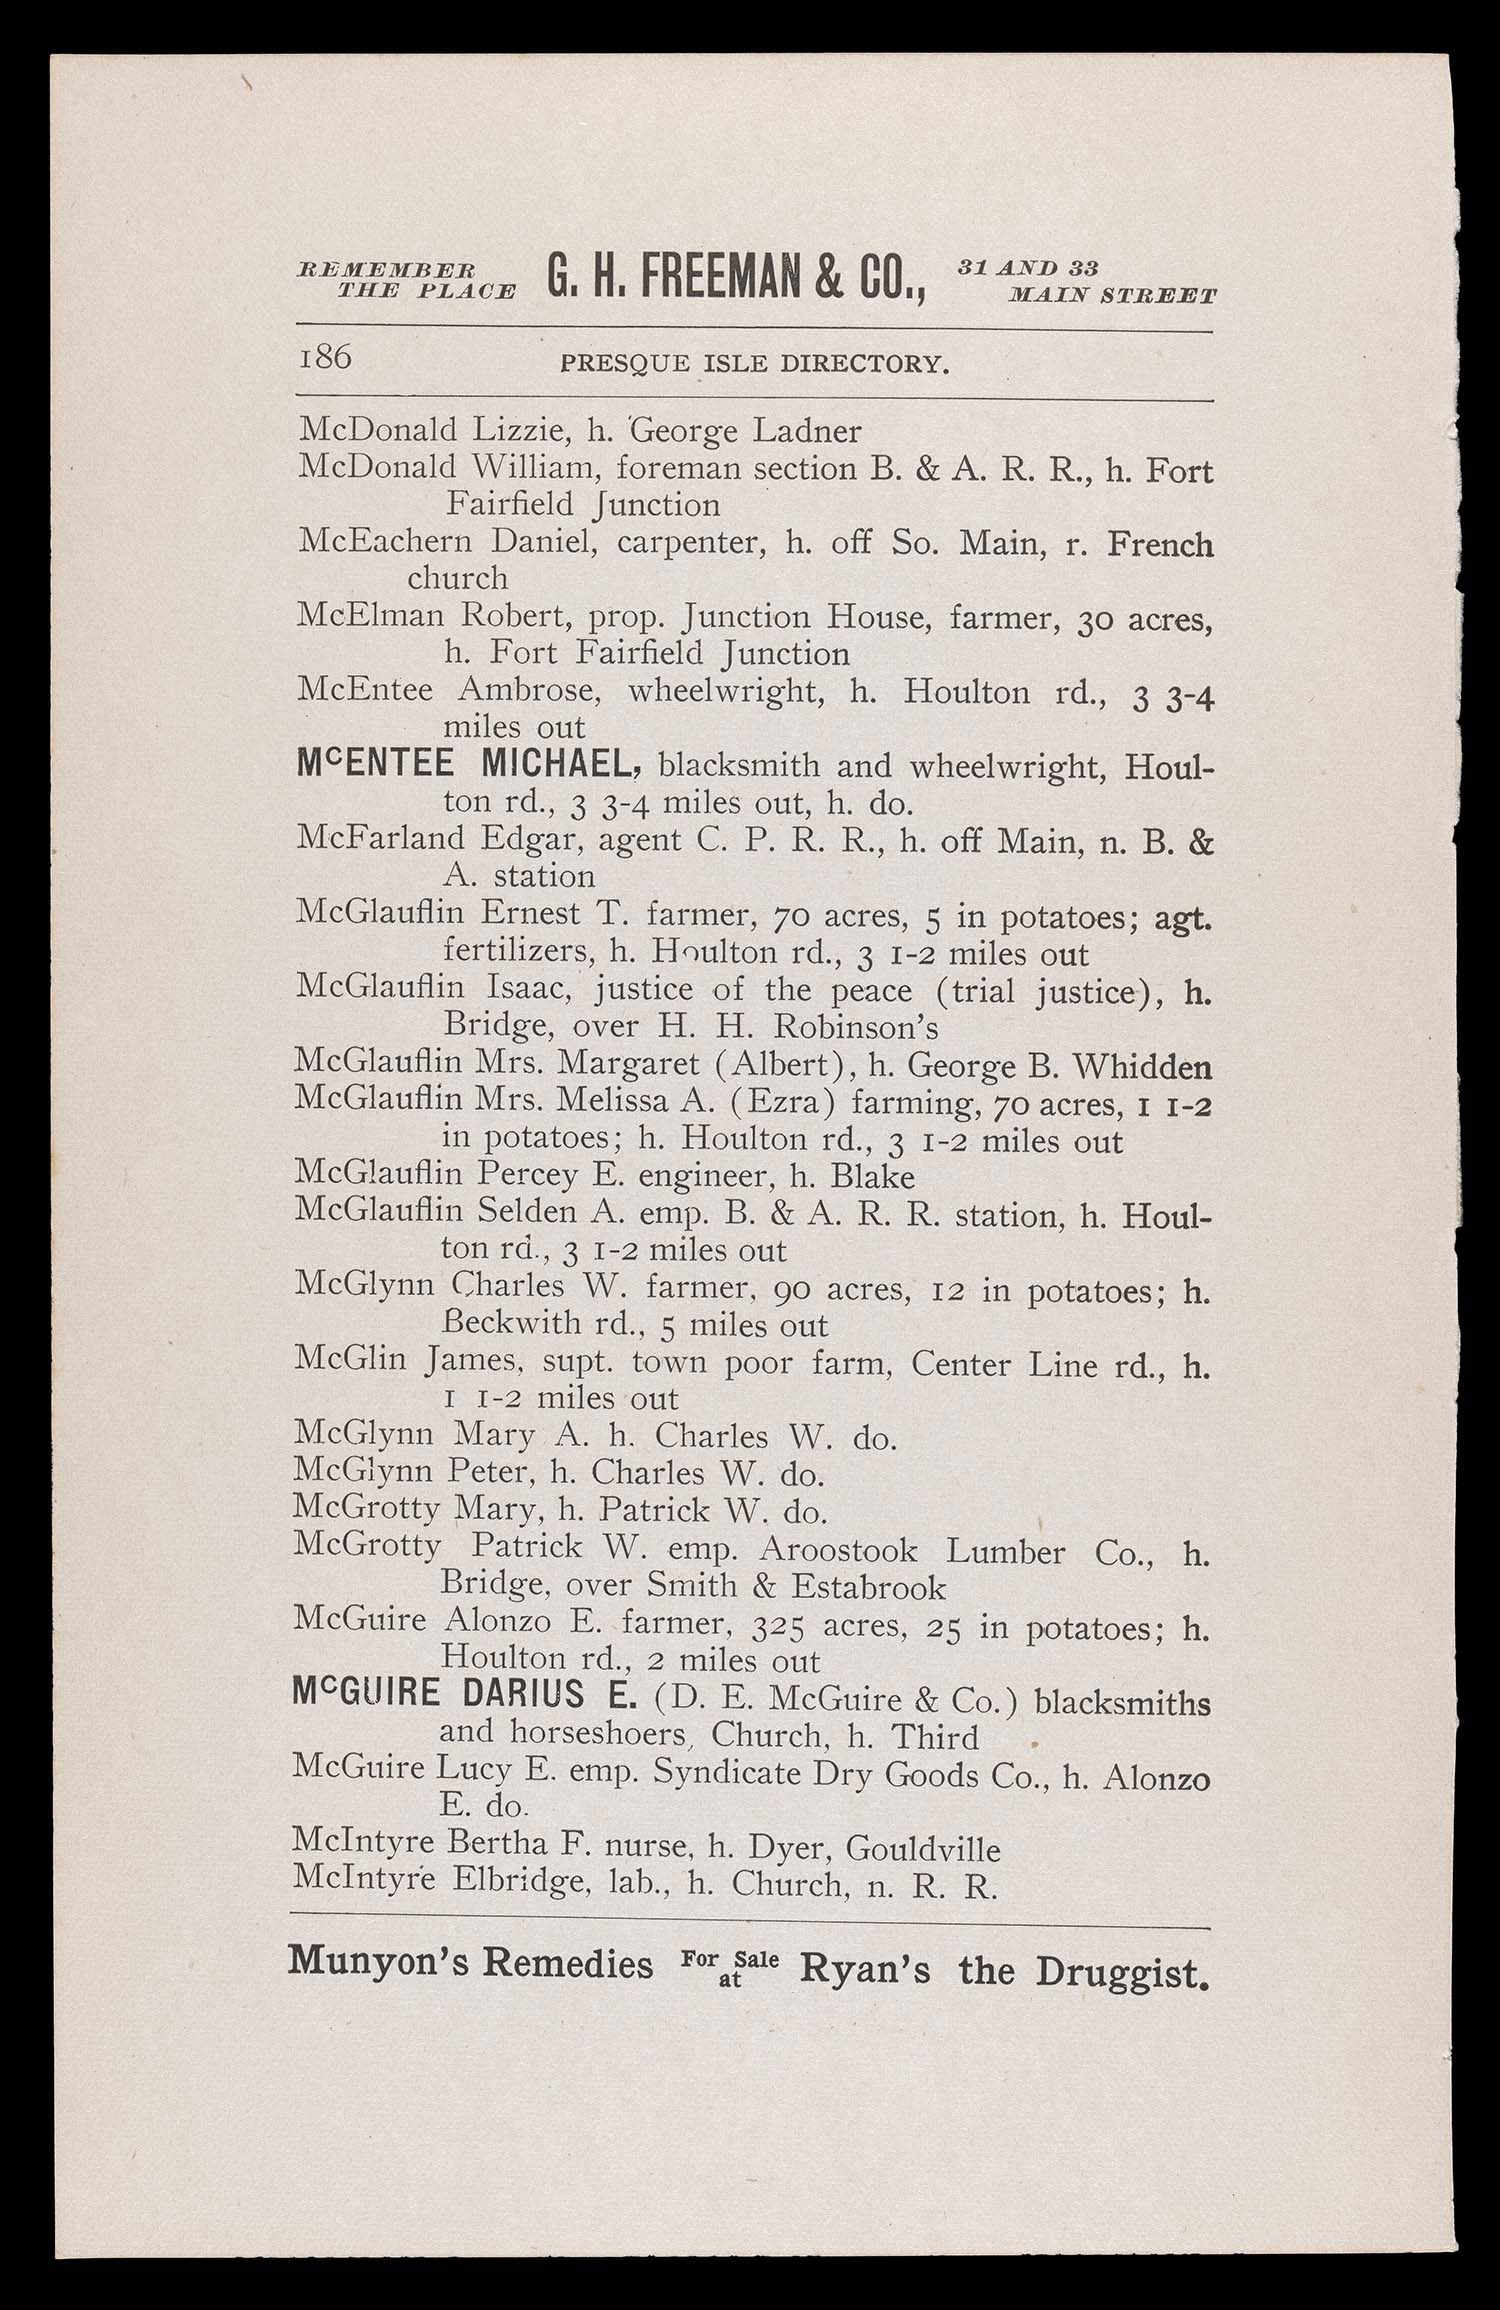 REMEMBER THE PLACE G. H. FREEMAN & CO., 31 AND 33 MAIN STREET
186 PRESQUE ISLE DIRECTORY.
McDonald Lizzie, h. George Ladner
McDonald William, foreman section B. & A. R. R., h. Fort
Fairfield Junction
McEachern Daniel, carpenter, h. off So. Main, r. French
church
McElman Robert, prop. Junction House, farmer, 30 acres,
h. Fort Fairfield Junction
McEntee Ambrose, wheelwright, h. Houlton rd., 3 3-4
miles out
McENTEE MICHAEL, blacksmith and wheelwright, Houl-
ton rd., 3 3-4 miles out, h. do.
McFarland Edgar, agent C. P. R. R., h. off Main, n. B. &
A. station
McGlauflin Ernest T. farmer, 70 acres, 5 in potatoes; agt.
fertilizers, h. Houlton rd., 3 1-2 miles out
McGlauflin Isaac, justice of the peace (trial justice), h.
Bridge, over H. H. Robinson's
McGlauflin Mrs. Margaret (Albert), h. George B. Whidden
McGlauflin Mrs. Melissa A. (Ezra) farming, 70 acres, 1 1-2
in potatoes; h. Houlton rd., 3 1-2 miles out
McGlauflin Percey E. engineer, h. Blake
McGlauflin Selden A. emp. B. & A. R. R. station, h. Houl-
ton rd., 3 1-2 miles out
McGlynn Charles W. farmer, 90 acres, 12 in potatoes; h.
Beckwith rd., 5 miles out
McGlin James, supt. town poor farm, Center Line rd., h.
1 1-2 miles out
McGlynn Mary A. h. Charles W. do.
McGlynn Peter, h. Charles W. do.
McGrotty Mary, h. Patrick W. do.
McGrotty Patrick W. emp. Aroostook Lumber Co., h.
Bridge, over Smith & Estabrook
McGuire Alonzo E. farmer, 325 acres, 25 in potatoes; h.
Houlton rd., 2 miles out
McGUIRE DARIUS E. (D. E. McGuire & Co.) blacksmiths
and horseshoers, Church, h. Third
McGuire Lucy E. emp. Syndicate Dry Goods Co., h. Alonzo
E. do.
McIntyre Bertha F. nurse, h. Dyer, Gouldville
McIntyre Elbridge, lab., h. Church, n. R. R.
Munyon's Remedies For Sale at Ryan's the Druggist.